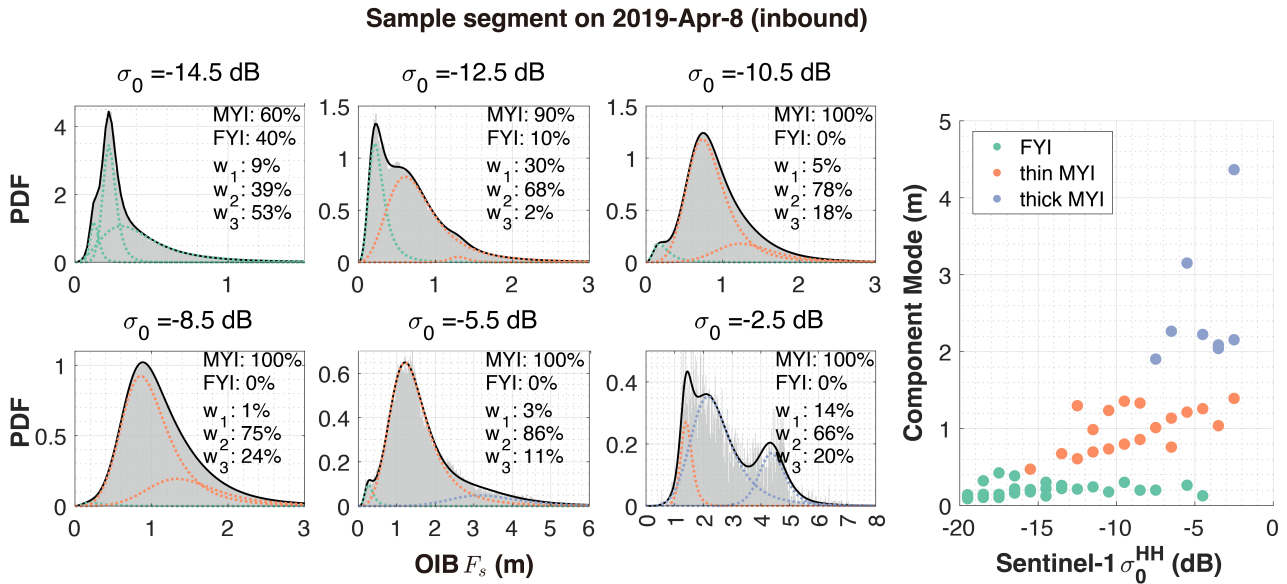 Sample segment on 2019-Apr-8 (inbound)
σ0 =-14.5 dB
MYI: 60%
FYI: 40%
w1: 9%
w2: 39%
w3: 53%
PDF
4
2
0
0
1
σ0 =-12.5 dB
MYI: 90%
FYI: 10%
w1: 30%
w2: 68%
w3: 2%
1.5
1
0.5
0
0
1
2
3
σ0 =-10.5 dB
MYI: 100%
FYI: 0%
w1: 5%
w2: 78%
w3: 18%
1.5
1
0.5
0
0
1
2
3
σ0 =-8.5 dB
MYI: 100%
FYI: 0%
w1: 1%
w2: 75%
w3: 24%
PDF
1
0.5
0
0
1
2
3
σ0 =-5.5 dB
MYI: 100%
FYI: 0%
w1: 3%
w2: 86%
w3: 11%
0.6
0.4
0.2
0
0
1
2
3
4
5
6
OIB Fs (m)
σ0 =-2.5 dB
MYI: 100%
FYI: 0%
w1: 14%
w2: 66%
w3: 20%
0.4
0.2
0
0
1
2
3
4
5
6
7
8
FYI
thin MYI
thick MYI
Component Mode (m)
5
4
3
2
1
0
-20
-15
-10
-5
0
Sentinel-1 σ0HH (dB)